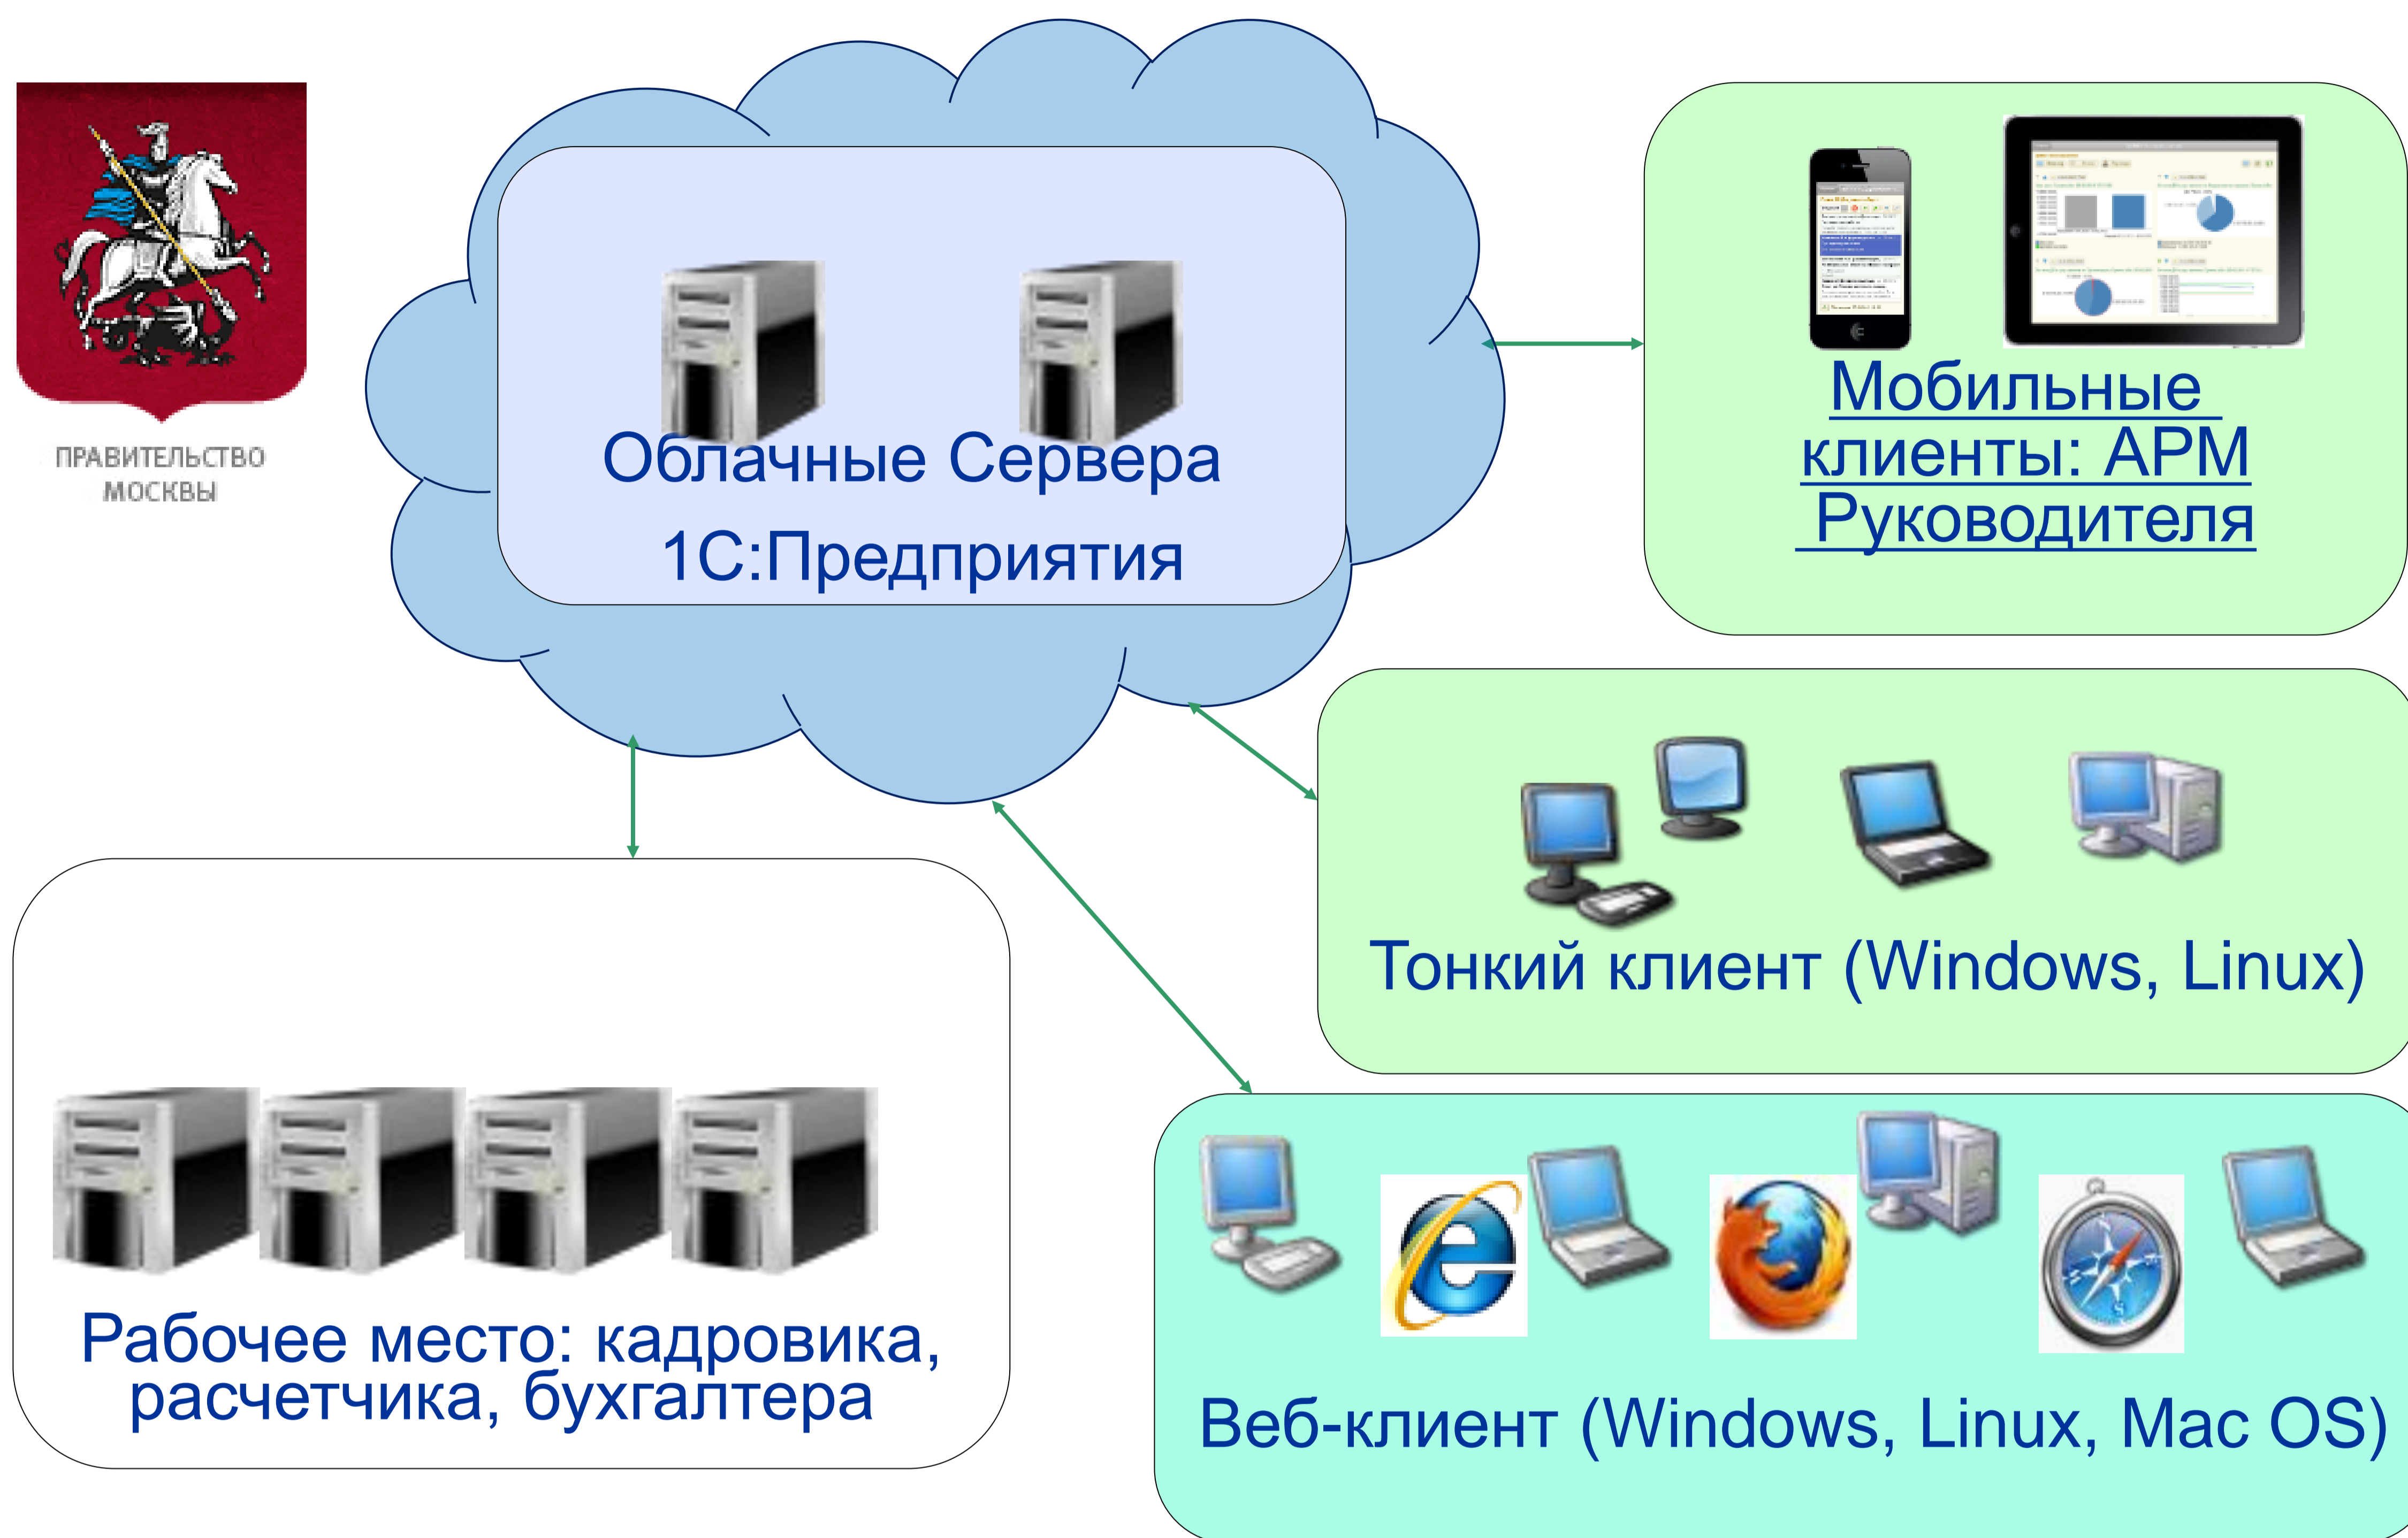 ПРАВИТЕЛЬСТВО
МОСКВЫ
Облачные Сервера
1С:Предприятия
Мобильные
клиенты: АРМ
Руководителя
Тонкий клиент (Windows, Linux)
Рабочее место: кадровика,
расчетчика, бухгалтера
Веб-клиент (Windows, Linux, Mac OS)